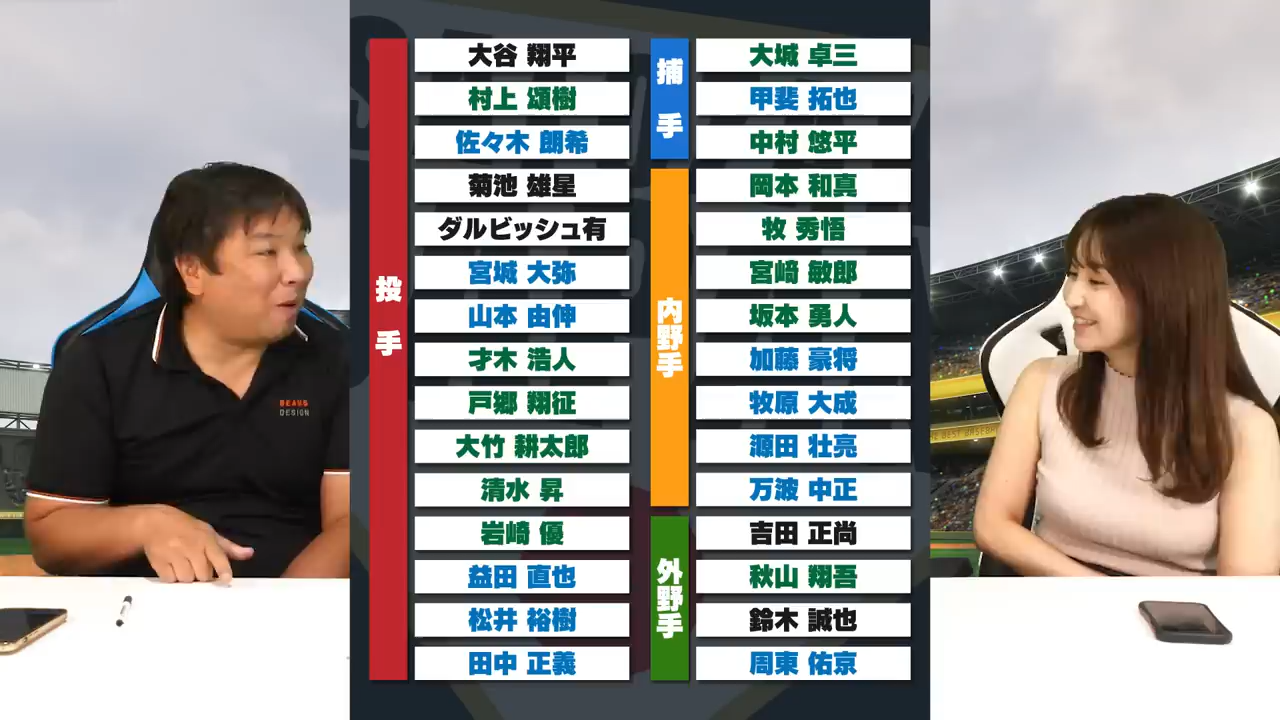 投手
大谷 翔平
村上 頌樹
佐々木 朗希
菊池 雄星
ダルビッシュ有
宮城 大弥
山本 由伸
才木 浩人
戸郷 翔征
大竹 耕太郎
清水 昇
岩崎 優
益田 直也
松井 裕樹
田中 正義
捕手
大城 卓三
甲斐 拓也
中村 悠平
内野手
岡本 和真
牧 秀悟
宮﨑 敏郎
坂本 勇人
加藤 豪将
牧原 大成
源田 壮亮
万波 中正
外野手
吉田 正尚
秋山 翔吾
鈴木 誠也
周東 佑京
BEAMS
DESIGN